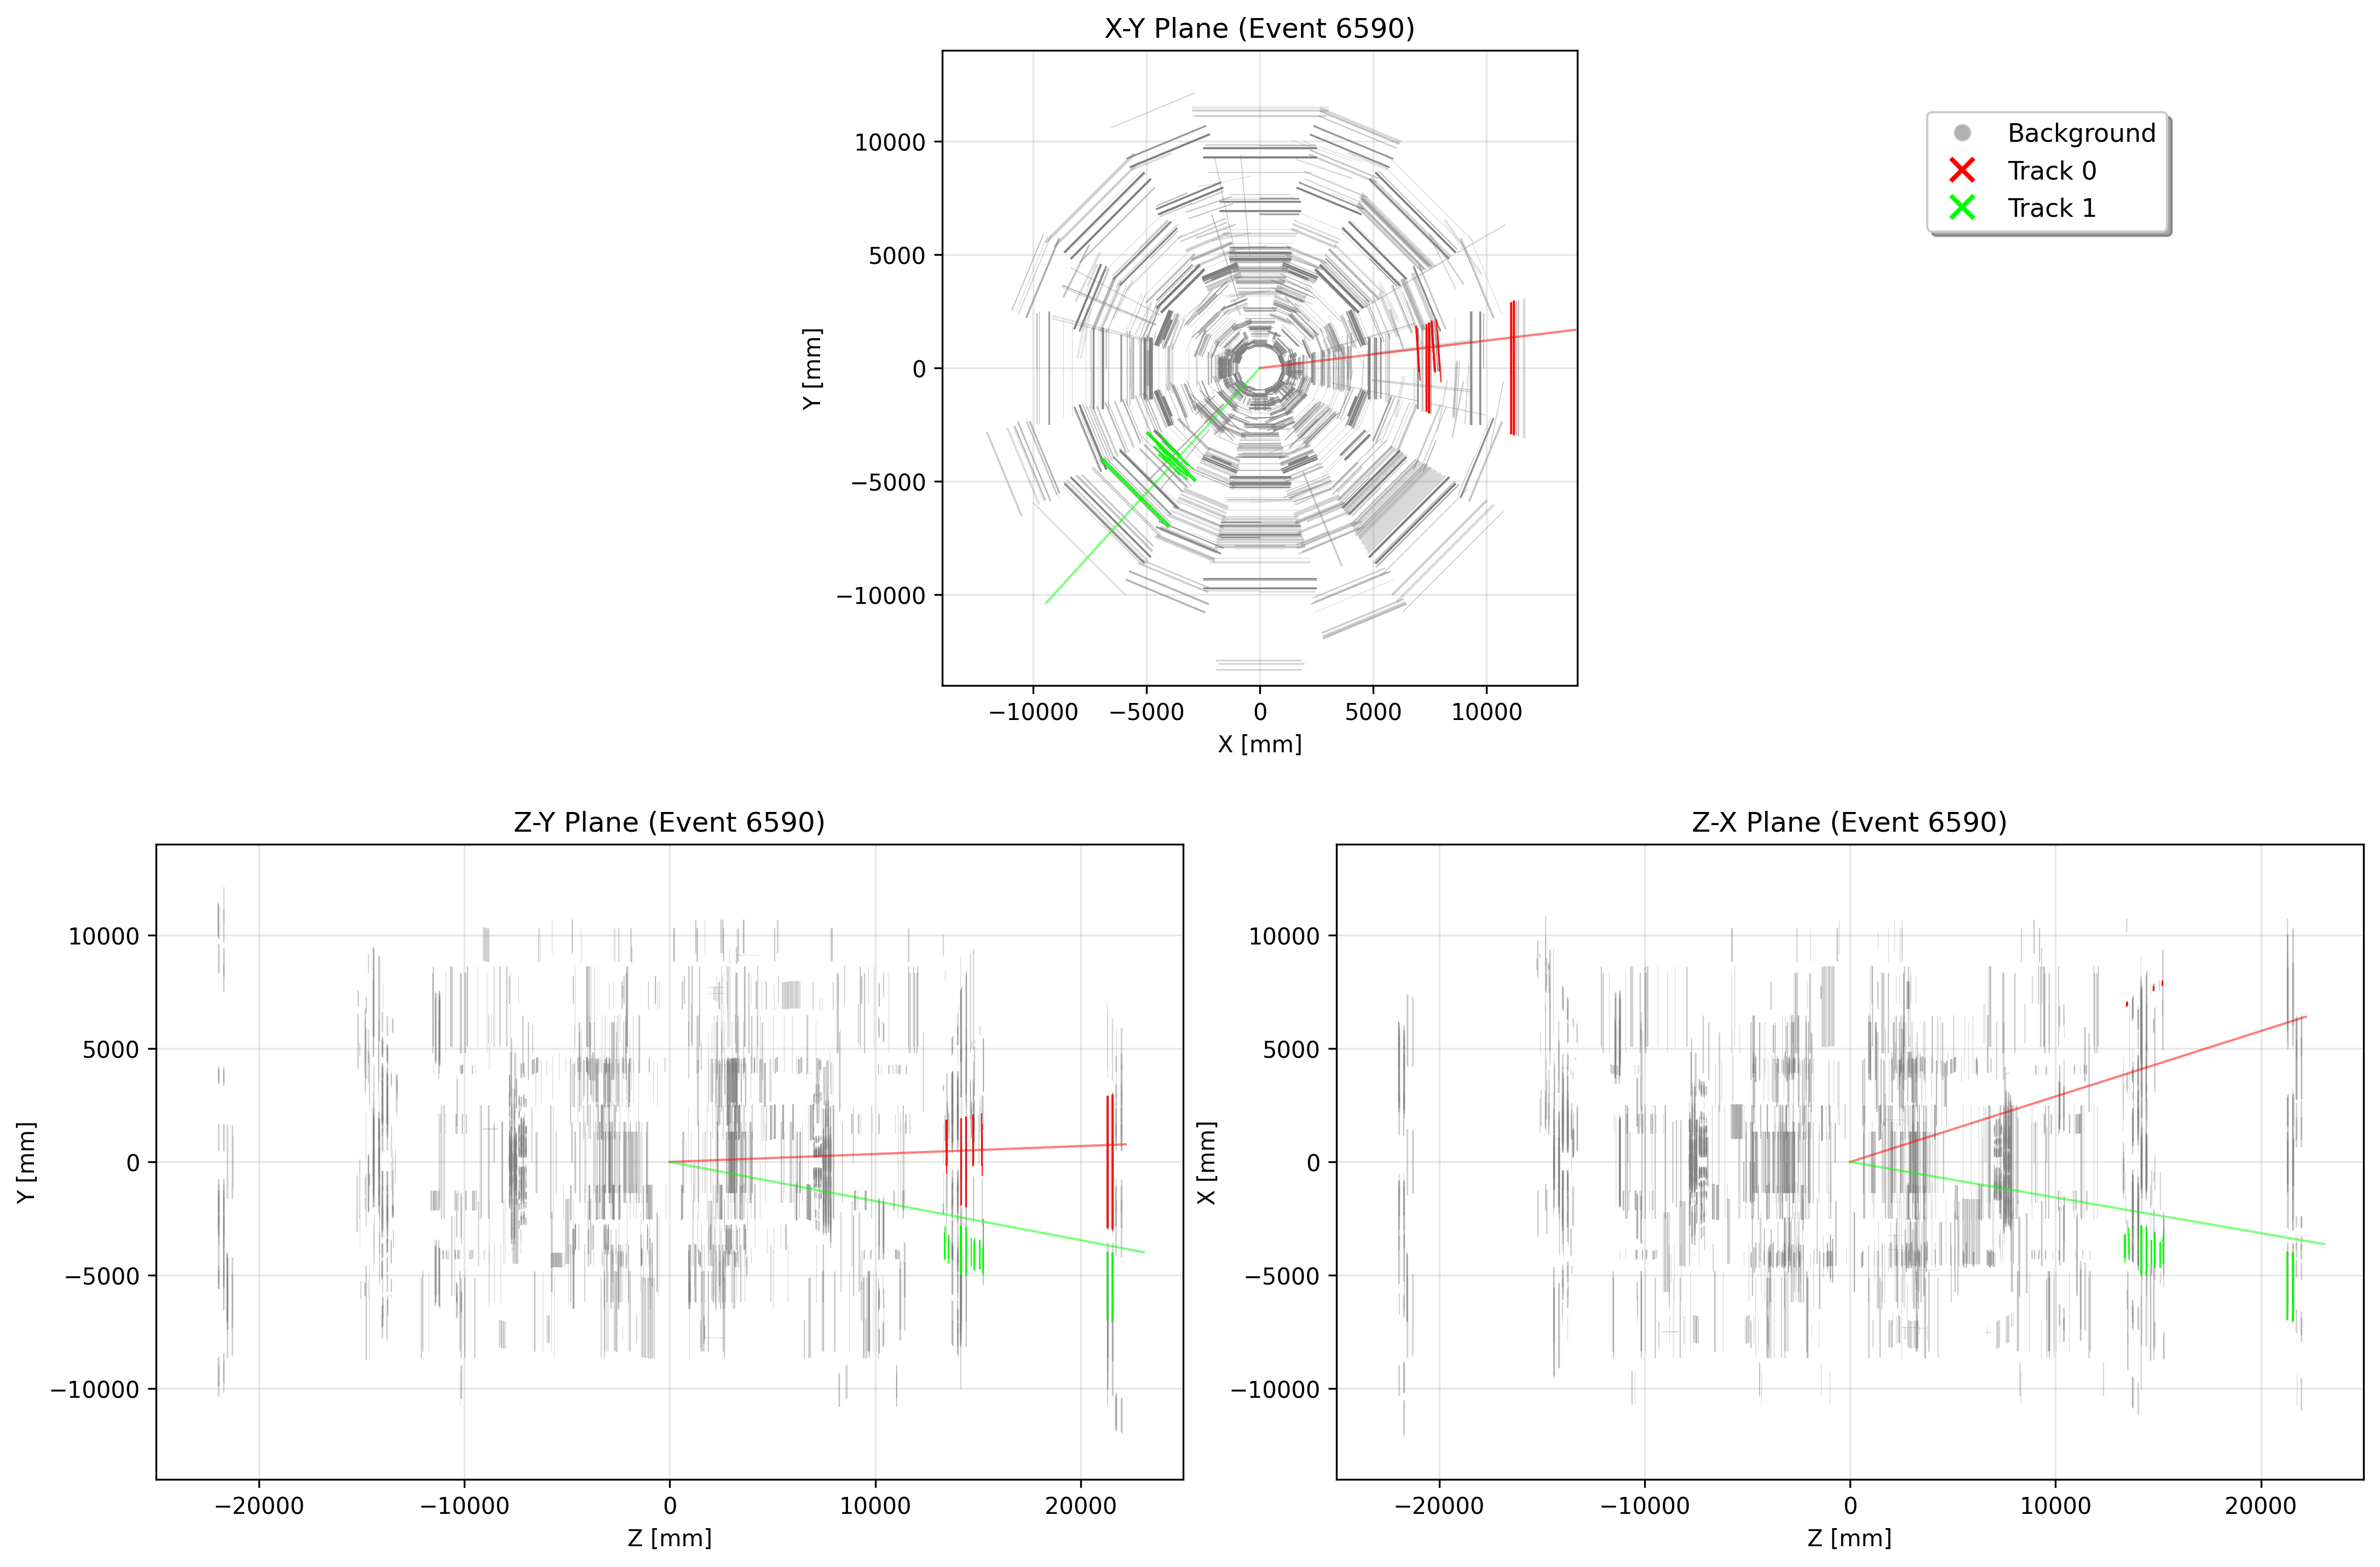 X-Y Plane (Event 6590)
Background
Track 0
Track 1
10000
5000
0
−5000
−10000
Y [mm]
−10000 −5000 0 5000 10000
X [mm]
Z-Y Plane (Event 6590)
10000
5000
0
−5000
−10000
Y [mm]
−20000 −10000 0 10000 20000
Z [mm]
Z-X Plane (Event 6590)
10000
5000
0
−5000
−10000
X [mm]
−20000 −10000 0 10000 20000
Z [mm]